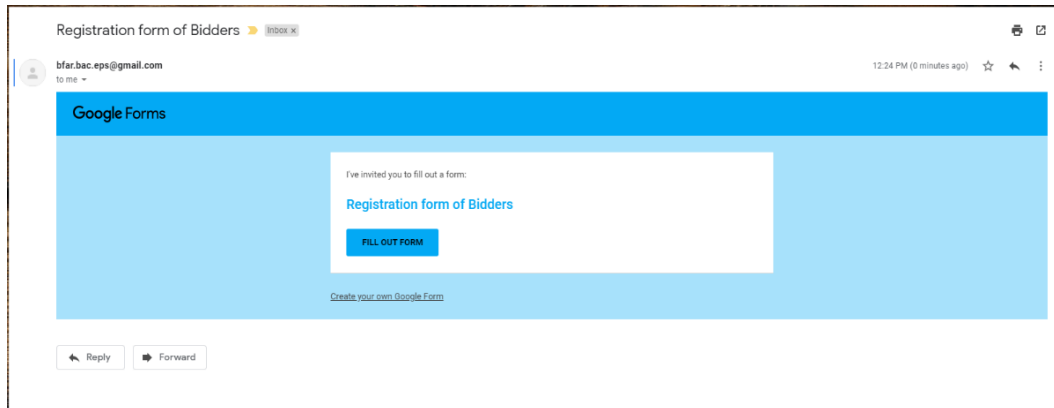 Registration form of Bidders Inbox x
bfar.bac.eps@gmail.com 12:24 PM (0 minutes ago)
to me
Google Forms
I've invited you to fill out a form:
Registration form of Bidders
FILL OUT FORM
Create your own Google Form
Reply Forward